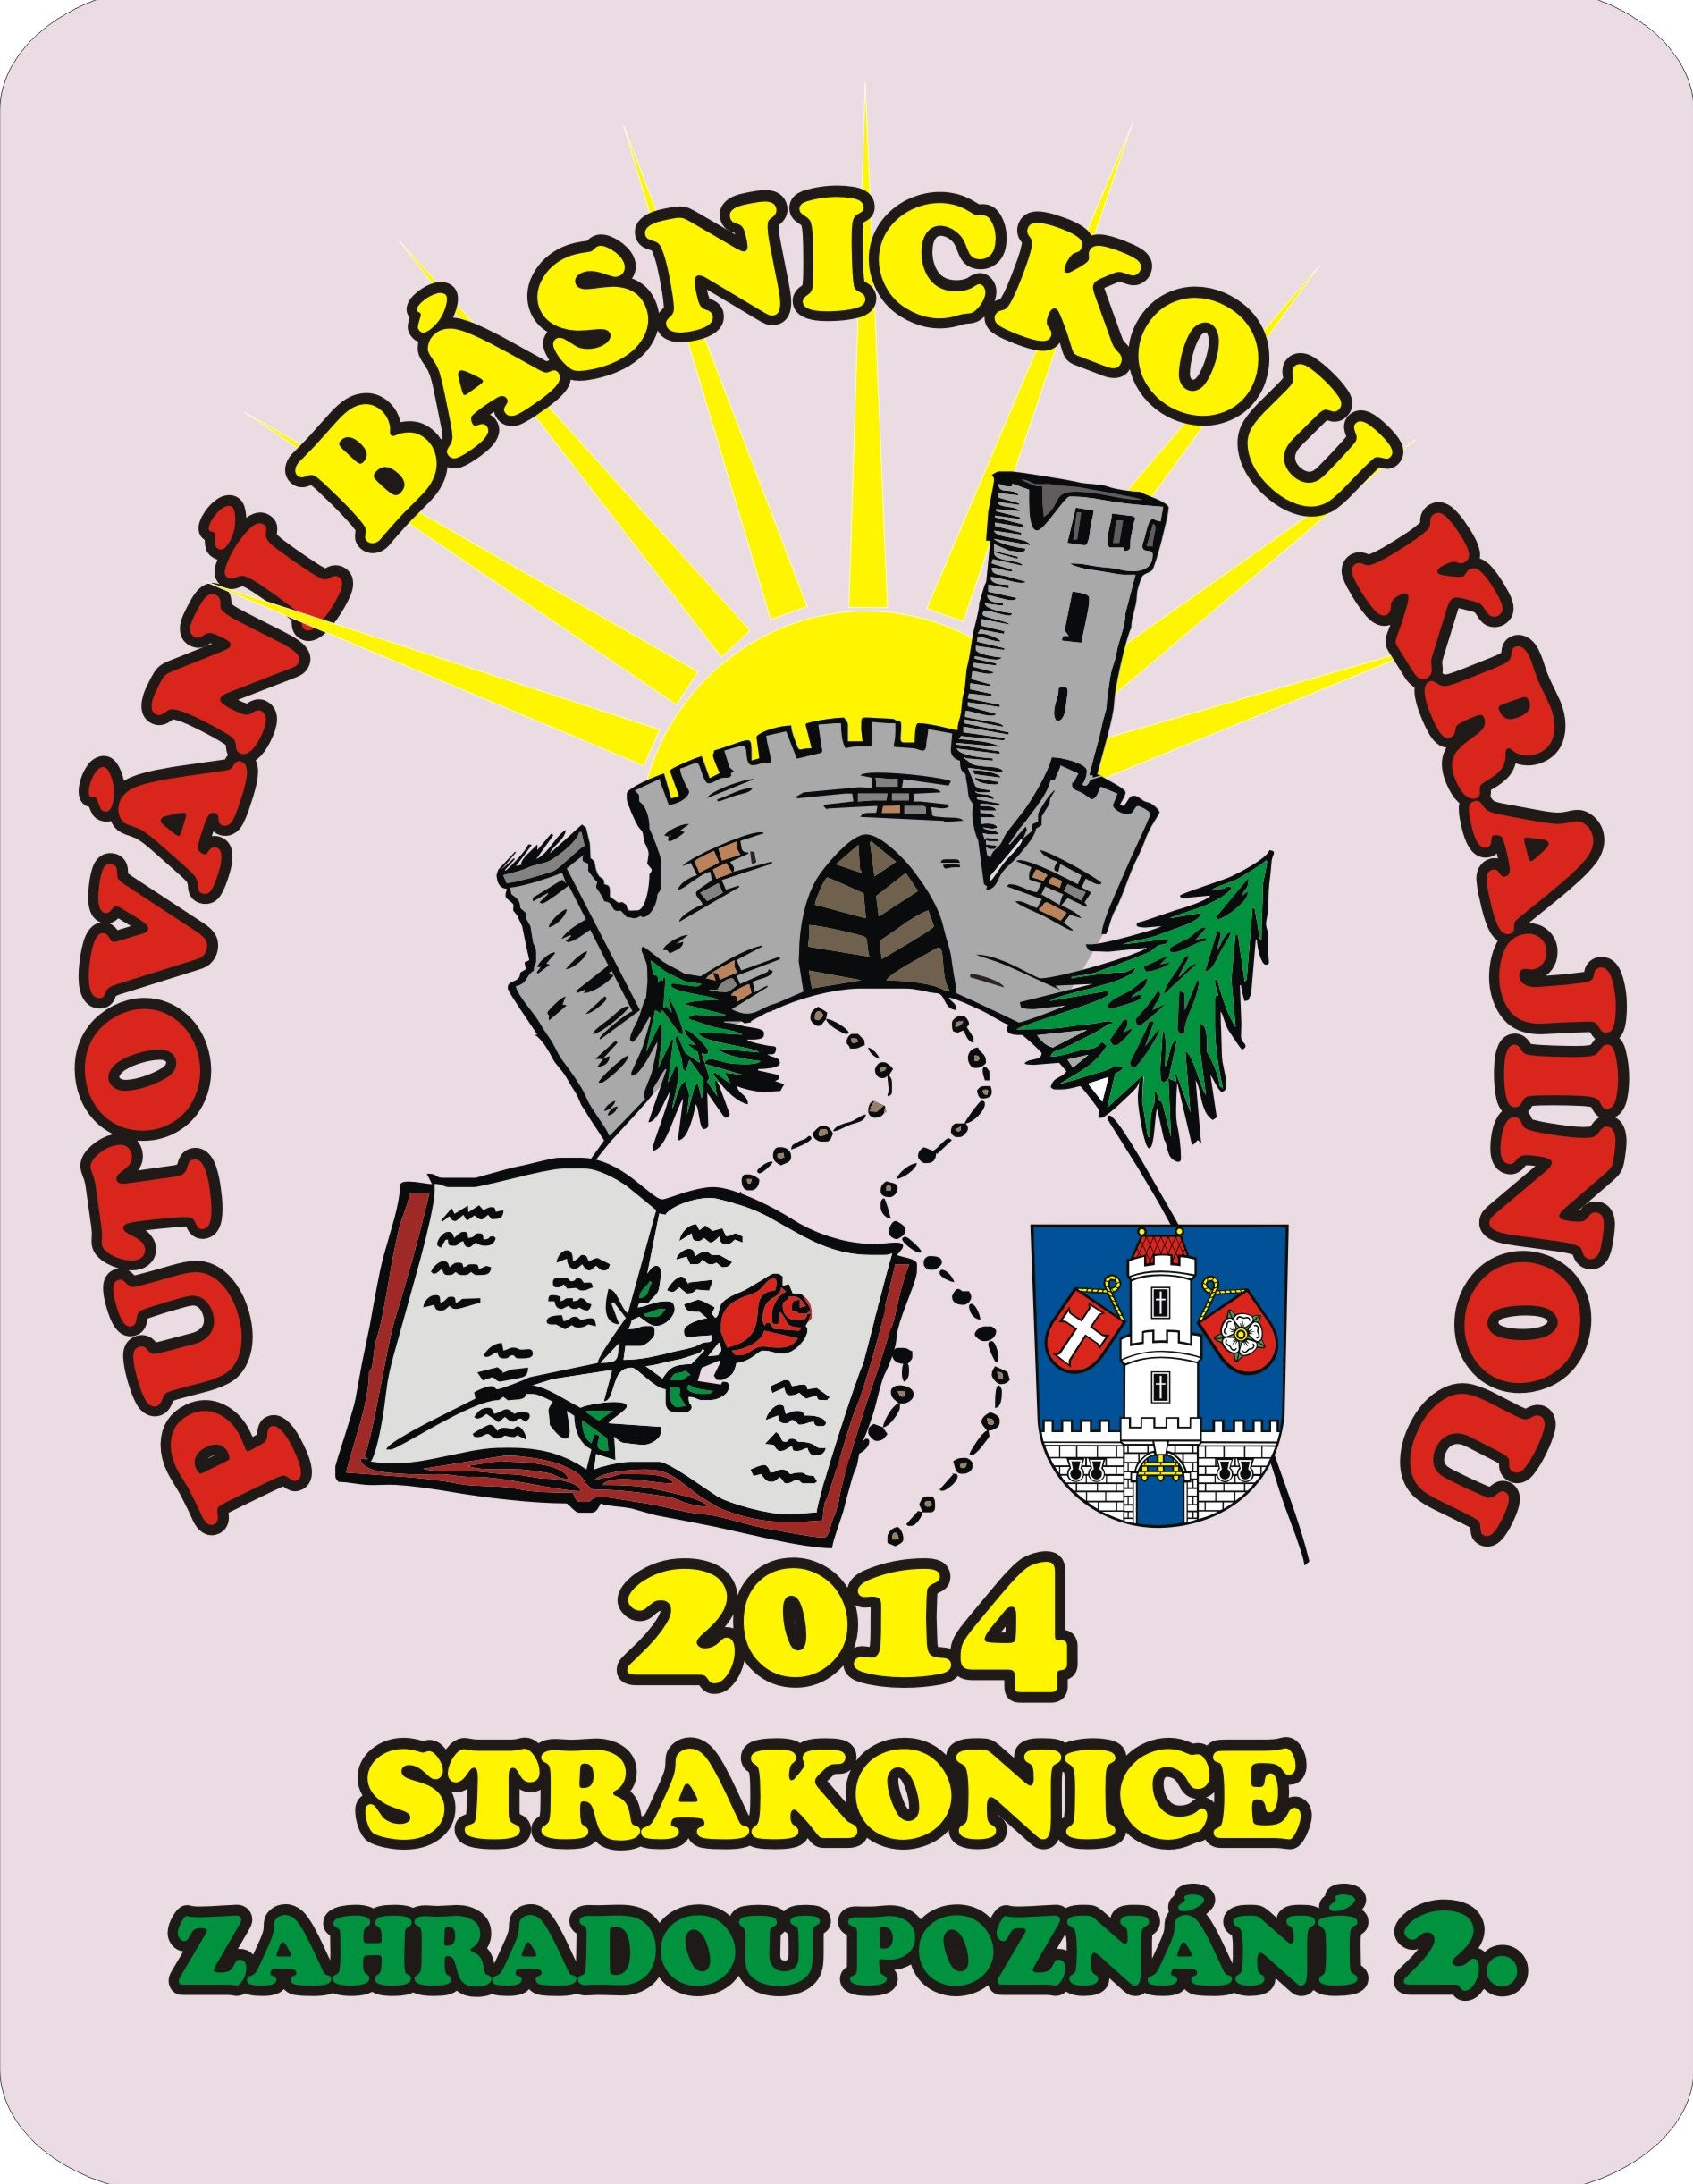 PUTOVÁNÍ BÁSNICKOU KRAJINOU
2014
STRAKONICE
ZAHRADOU POZNÁNÍ 2.